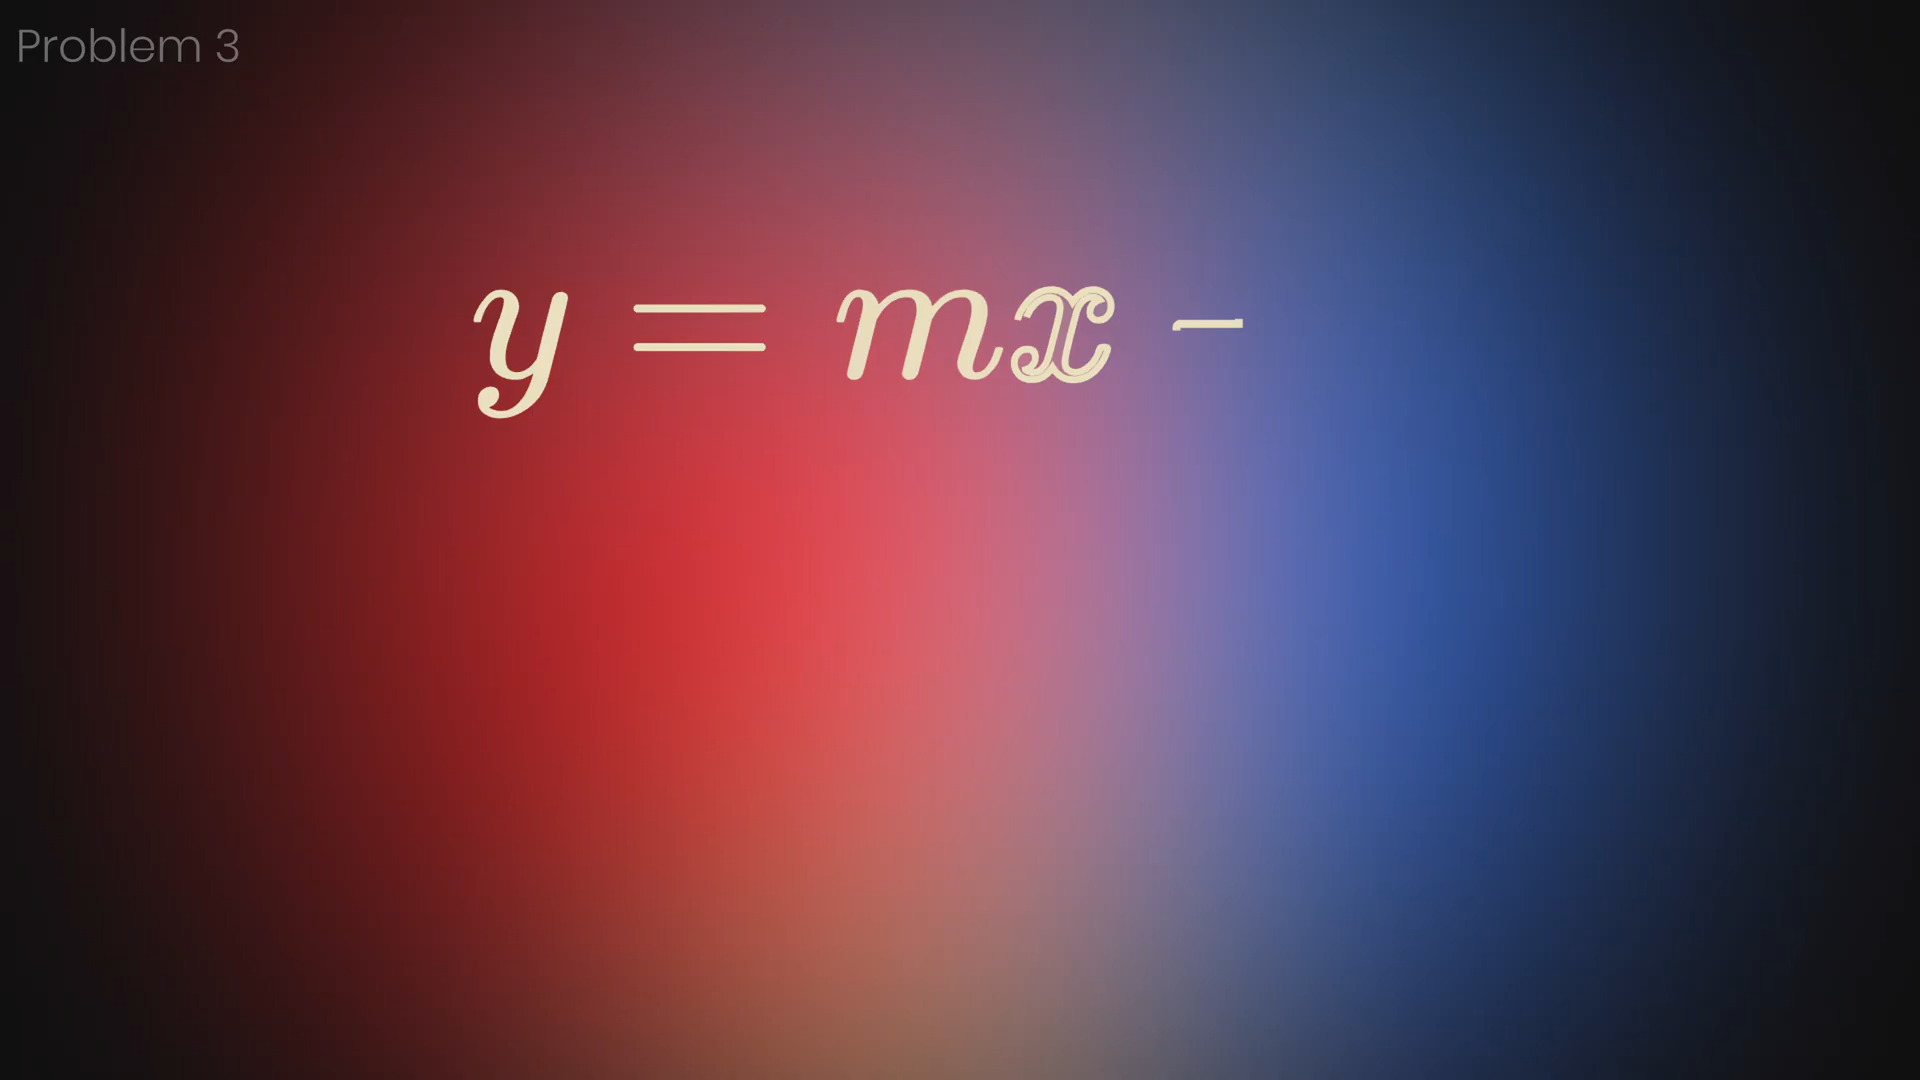 Problem 3
y = mx −